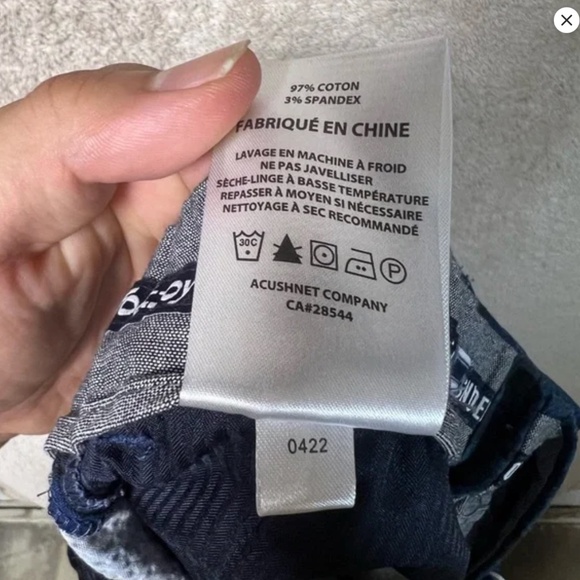 97% COTON
3% SPANDEX
FABRIQUÉ EN CHINE
LAVAGE EN MACHINE À FROID
NE PAS JAVELLISER
SÈCHE-LINGE À BASSE TEMPÉRATURE
REPASSER À MOYEN SI NÉCESSAIRE
NETTOYAGE À SEC RECOMMANDÉ
30C
P
ACUSHNET COMPANY
CA#28544
0422